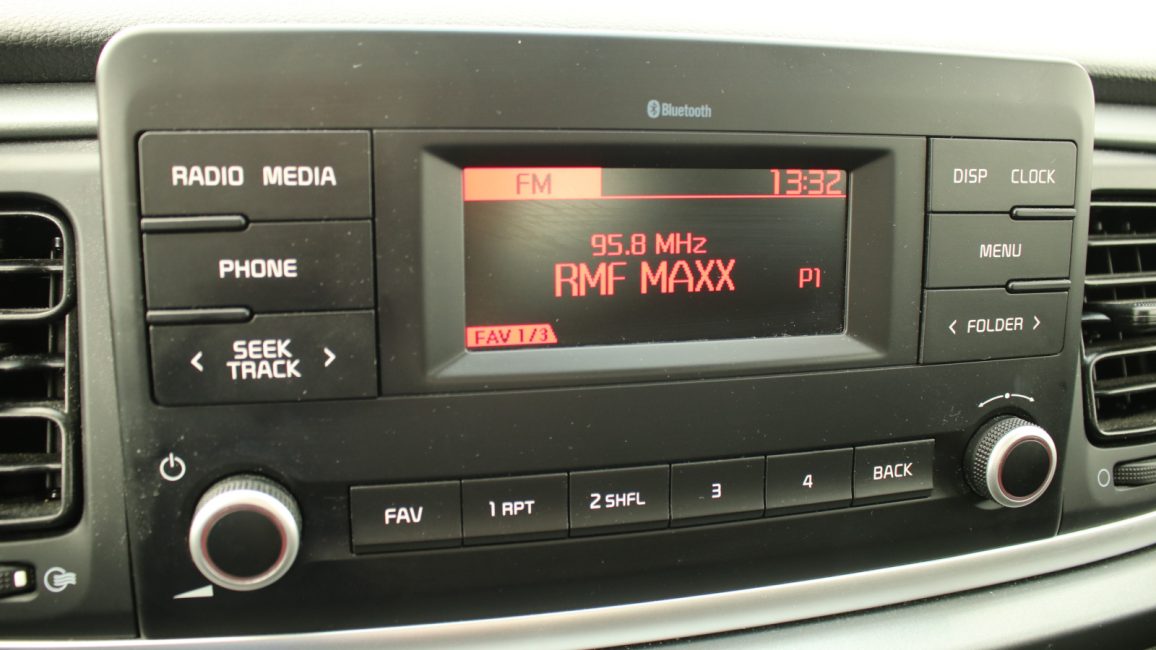 Bluetooth
RADIO MEDIA
PHONE
< SEEK >
TRACK
FM 13:32
95.8 MHz
RMF MAXX P1
FAV 1/3
DISP CLOCK
MENU
< FOLDER >
FAV 1 RPT 2 SHFL 3 4 BACK